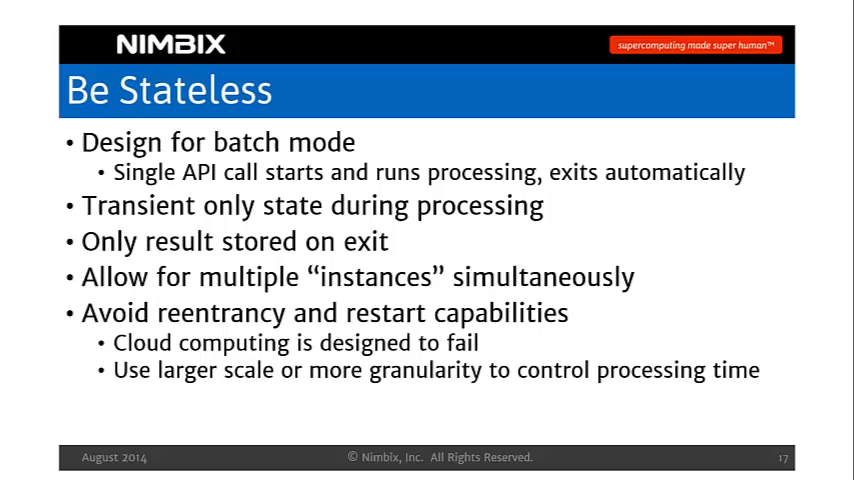 NIMBIX
supercomputing made super human™
Be Stateless
• Design for batch mode
• Single API call starts and runs processing, exits automatically
• Transient only state during processing
• Only result stored on exit
• Allow for multiple “instances” simultaneously
• Avoid reentrancy and restart capabilities
• Cloud computing is designed to fail
• Use larger scale or more granularity to control processing time
August 2014
© Nimbix, Inc. All Rights Reserved.
17